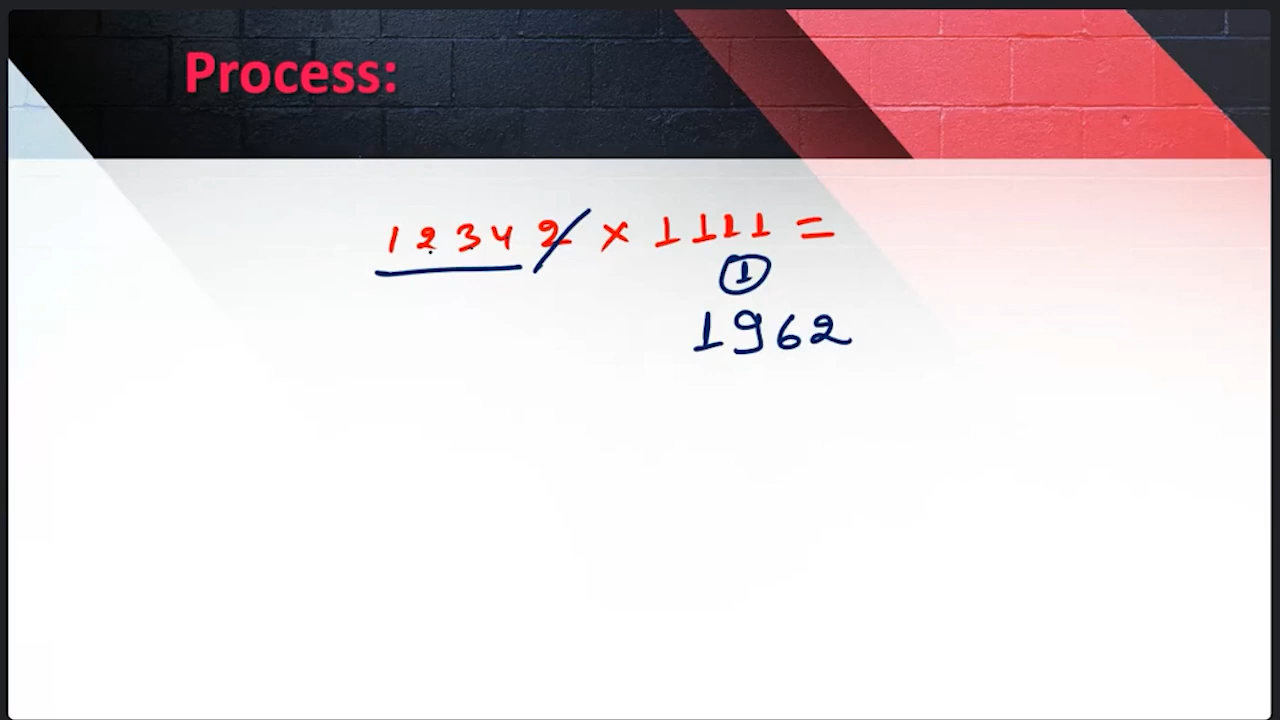 Process:
12342 × 1111 =
1
1962